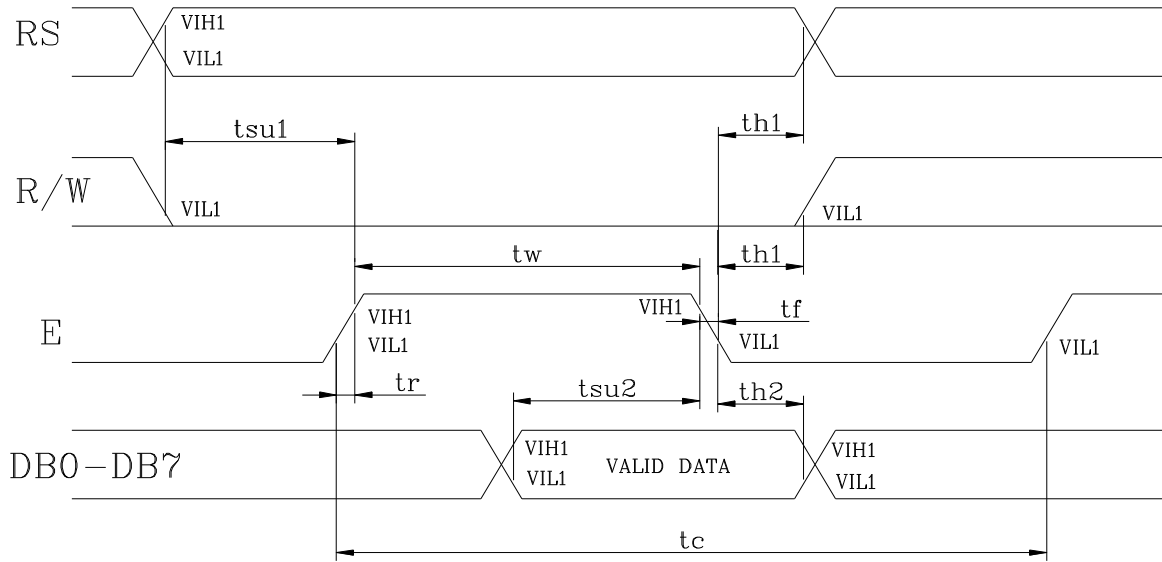 RS
VIH1
VIL1
tsu1
th1
R/W
VIL1
VIL1
tw
th1
E
VIH1
VIL1
VIH1
tf
VIL1
VIL1
tr
tsu2
th2
DB0-DB7
VIH1
VIL1
VALID DATA
VIH1
VIL1
tc